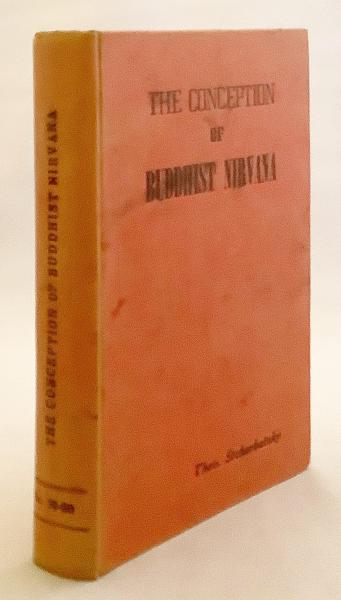 THE CONCEPTION
OF
BUDDHIST NIRVANA
Theo. Stcherbatsky
THE CONCEPTION OF BUDDHIST NIRVANA